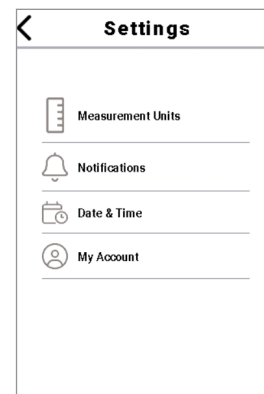 Settings
Measurement Units
Notifications
Date & Time
My Account